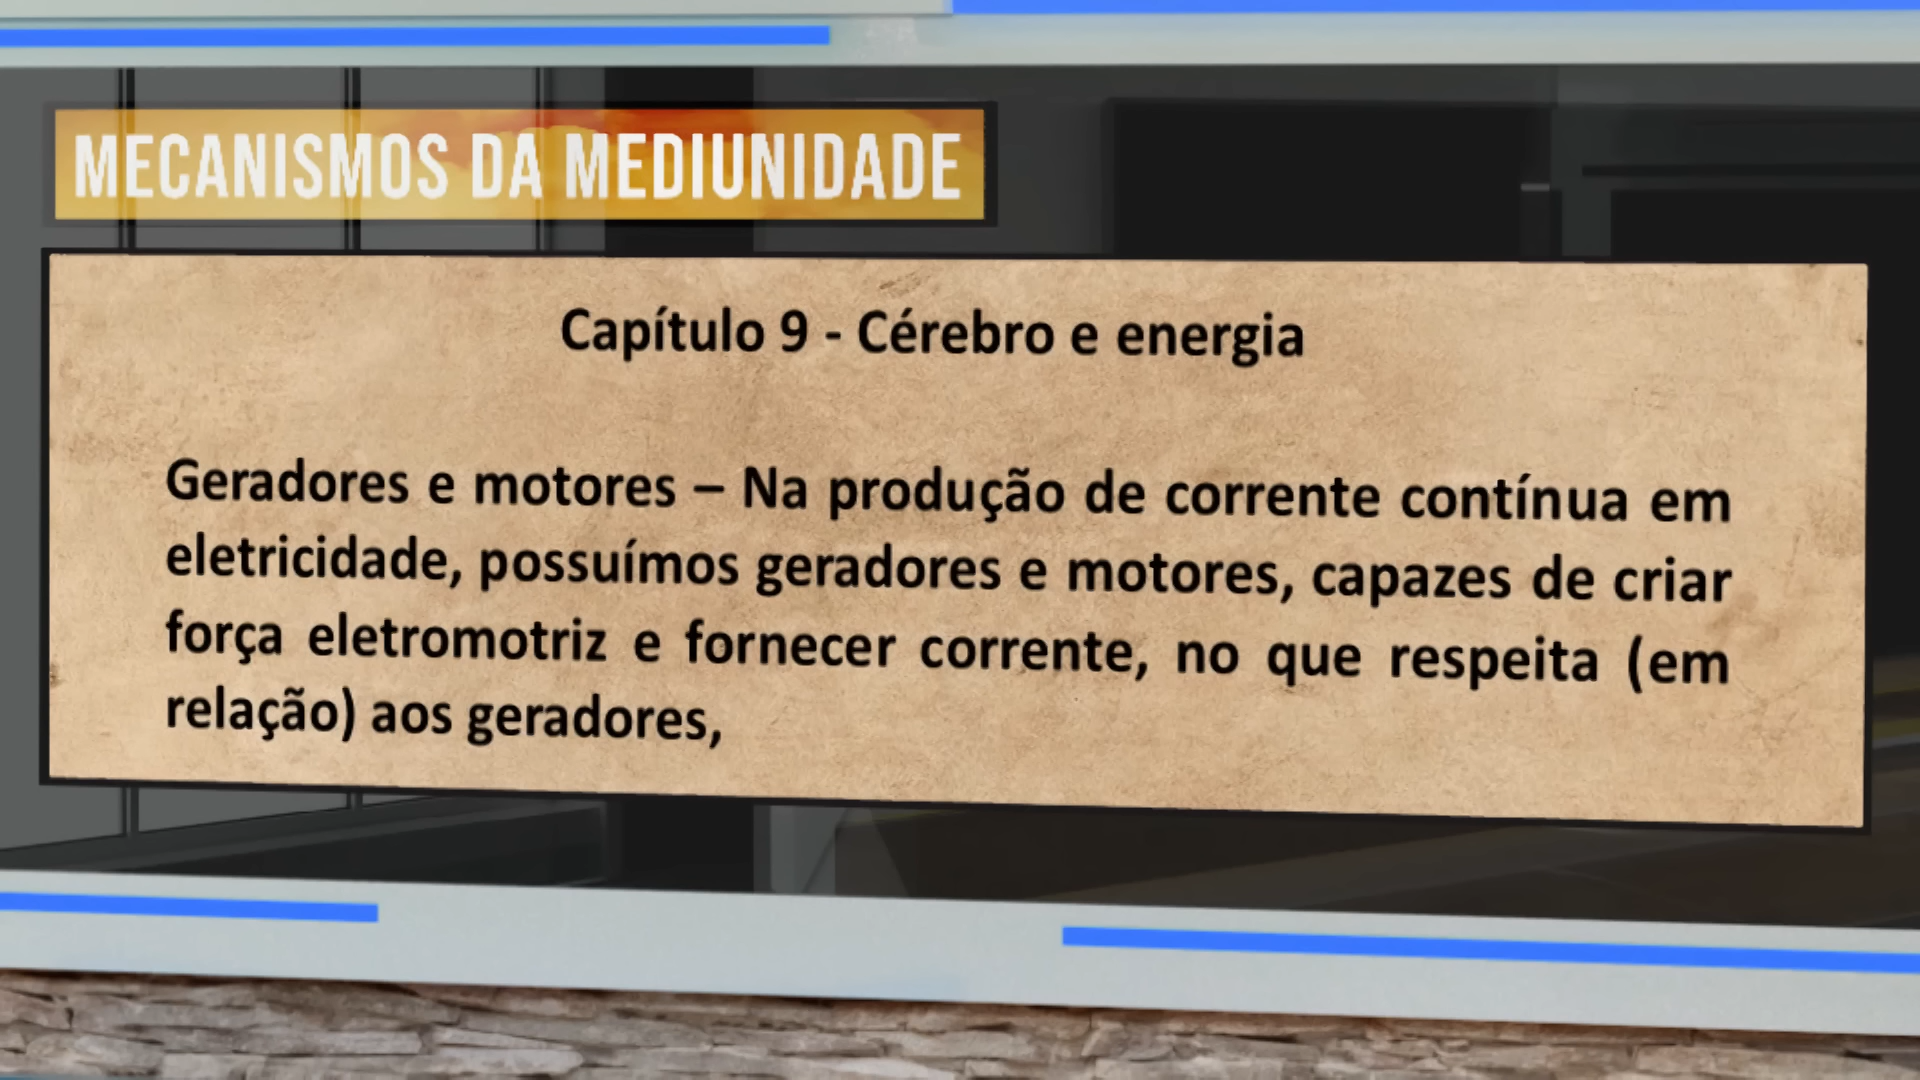 MECANISMOS DA MEDIUNIDADE
Capítulo 9 - Cérebro e energia
Geradores e motores – Na produção de corrente contínua em
eletricidade, possuímos geradores e motores, capazes de criar
força eletromotriz e fornecer corrente, no que respeita (em
relação) aos geradores,